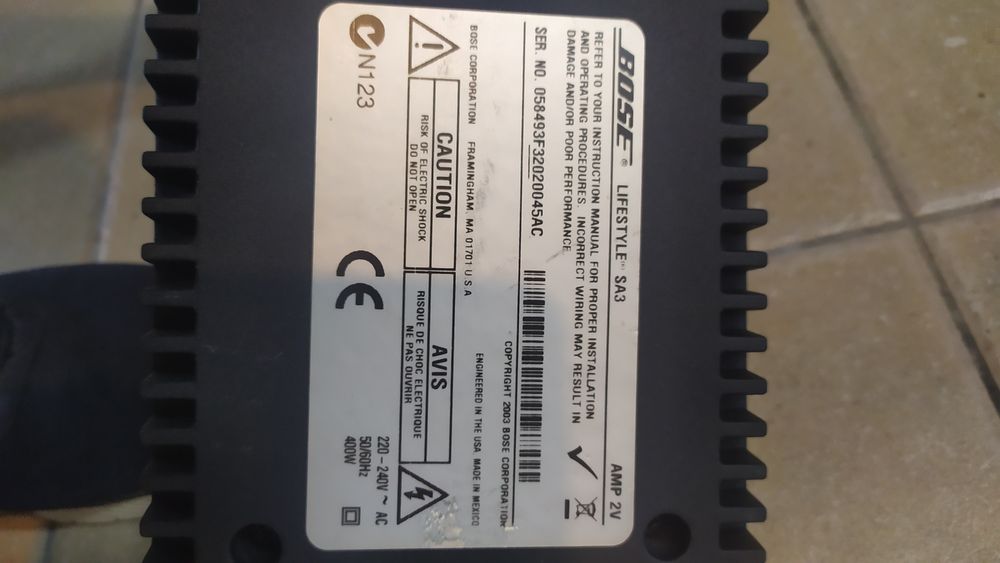 BOSE® LIFESTYLE® SA3 AMP 2V
REFER TO YOUR INSTRUCTION MANUAL FOR PROPER INSTALLATION
AND OPERATING PROCEDURES. INCORRECT WIRING MAY RESULT IN
DAMAGE AND/OR POOR PERFORMANCE
SER. NO. 058493F32020045AC
COPYRIGHT 2003 BOSE CORPORATION
BOSE CORPORATION FRAMINGHAM, MA 01701 U.S.A
ENGINEERED IN THE USA MADE IN MEXICO
CAUTION
RISK OF ELECTRIC SHOCK
DO NOT OPEN
AVIS
RISQUE DE CHOC ELECTRIQUE
NE PAS OUVRIR
N123
CE
220-240V ~ AC
50/60Hz
400W